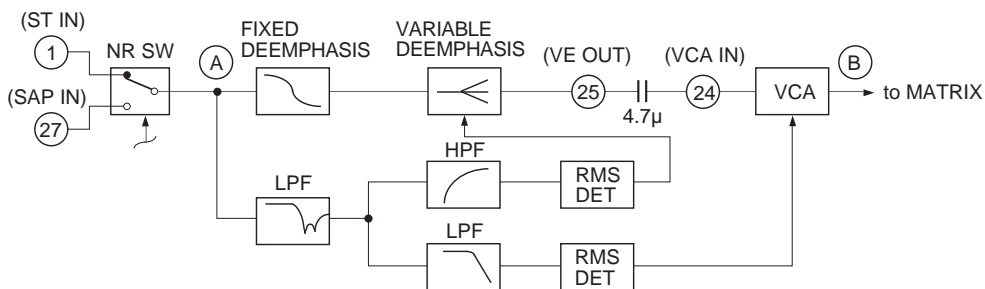 (ST IN)
1
NR SW
(SAP IN)
27
A
FIXED
DEEMPHASIS
VARIABLE
DEEMPHASIS
(VE OUT)
25
4.7μ
(VCA IN)
24
VCA
B
to MATRIX
LPF
HPF
RMS
DET
LPF
RMS
DET